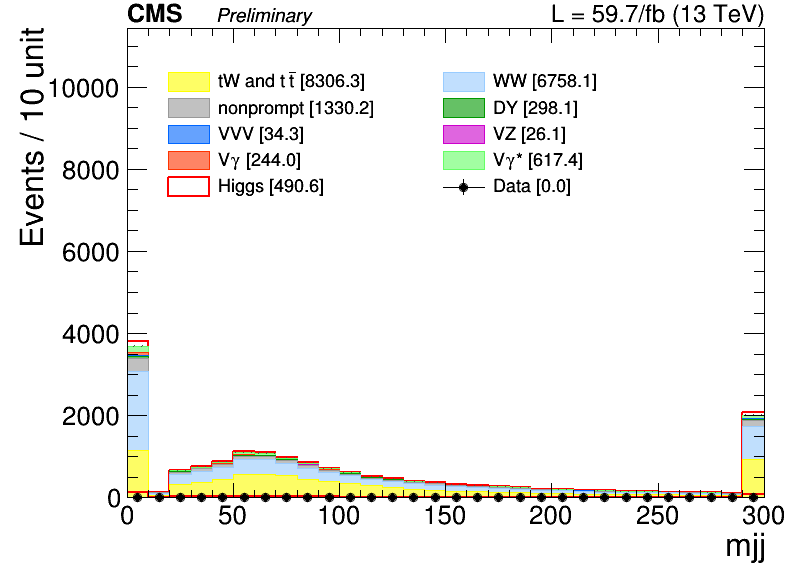 CMS Preliminary L = 59.7/fb (13 TeV)
Events / 10 unit
10000
8000
6000
4000
2000
0
tW and t t̅ [8306.3]
nonprompt [1330.2]
VVV [34.3]
Vγ [244.0]
Higgs [490.6]
WW [6758.1]
DY [298.1]
VZ [26.1]
Vγ* [617.4]
Data [0.0]
0 50 100 150 200 250 300
mjj